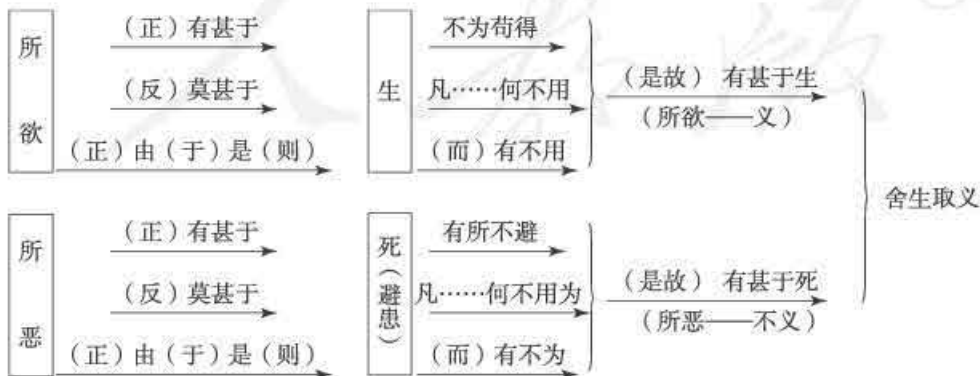 所欲
（正）有甚于
（反）莫甚于
（正）由（于）是（则）
生
不为苟得
凡……何不用
（而）有不用
（是故） 有甚于生
（所欲——义）
所恶
（正）有甚于
（反）莫甚于
（正）由（于）是（则）
死（避患）
有所不避
凡……何不用为
（而）有不为
（是故） 有甚于死
（所恶——不义）
舍生取义